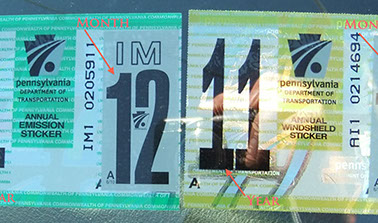 MONTH
IM
pennsylvania
DEPARTMENT OF
TRANSPORTATION
ANNUAL
EMISSION
STICKER
IM1 0205911
12
A
11
A
YEAR
pennsylvania
DEPARTMENT OF
TRANSPORTATION
ANNUAL
WINDSHIELD
STICKER
AI1 0214694